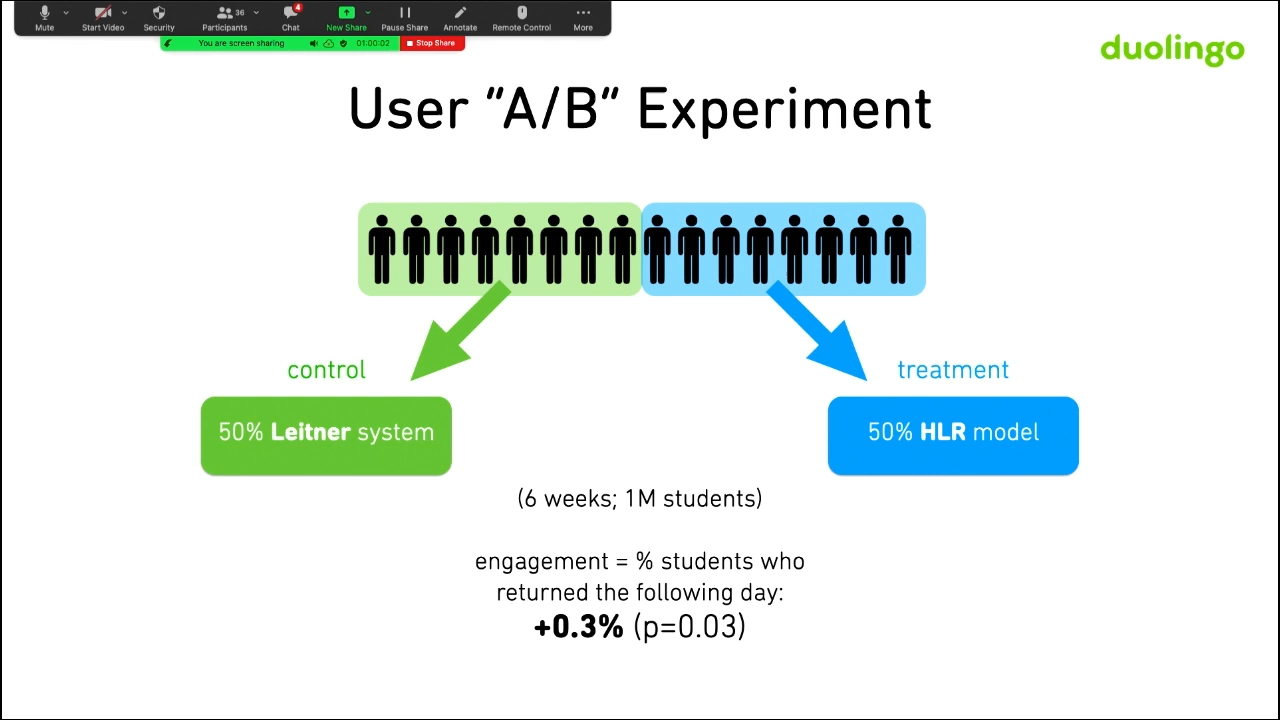 Mute
Start Video
Security
Participants
36
Chat
4
New Share
Pause Share
Annotate
Remote Control
More
You are screen sharing
01:00:02
Stop Share
duolingo
User "A/B" Experiment
control
treatment
50% Leitner system
50% HLR model
(6 weeks; 1M students)
engagement = % students who
returned the following day:
+0.3% (p=0.03)